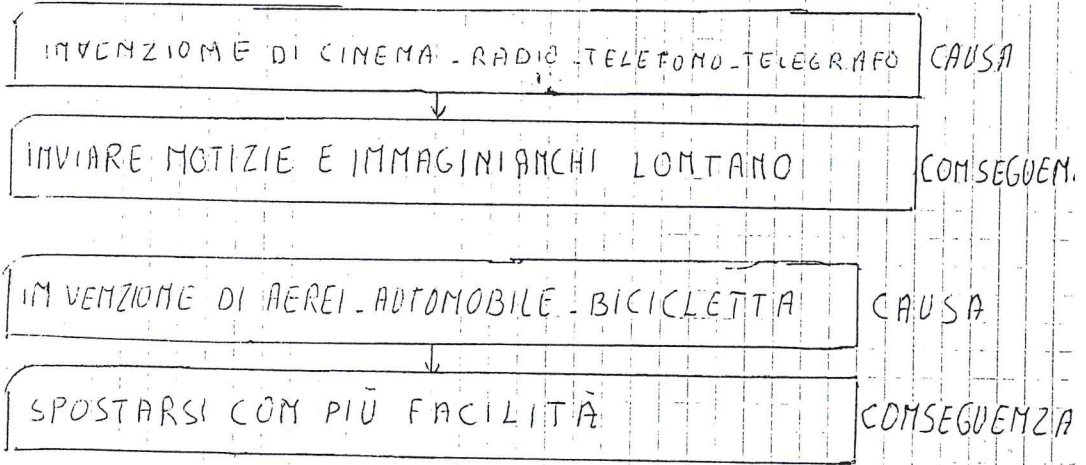 INVENZIONE DI CINEMA - RADIO - TELEFONO - TELEGRAFO CAUSA
INVIARE NOTIZIE E IMMAGINI ANCHI LONTANO CONSEGUEN.
INVENZIONE DI AEREI - AUTOMOBILE - BICICLETTA CAUSA
SPOSTARSI CON PIÙ FACILITÀ CONSEGUENZA